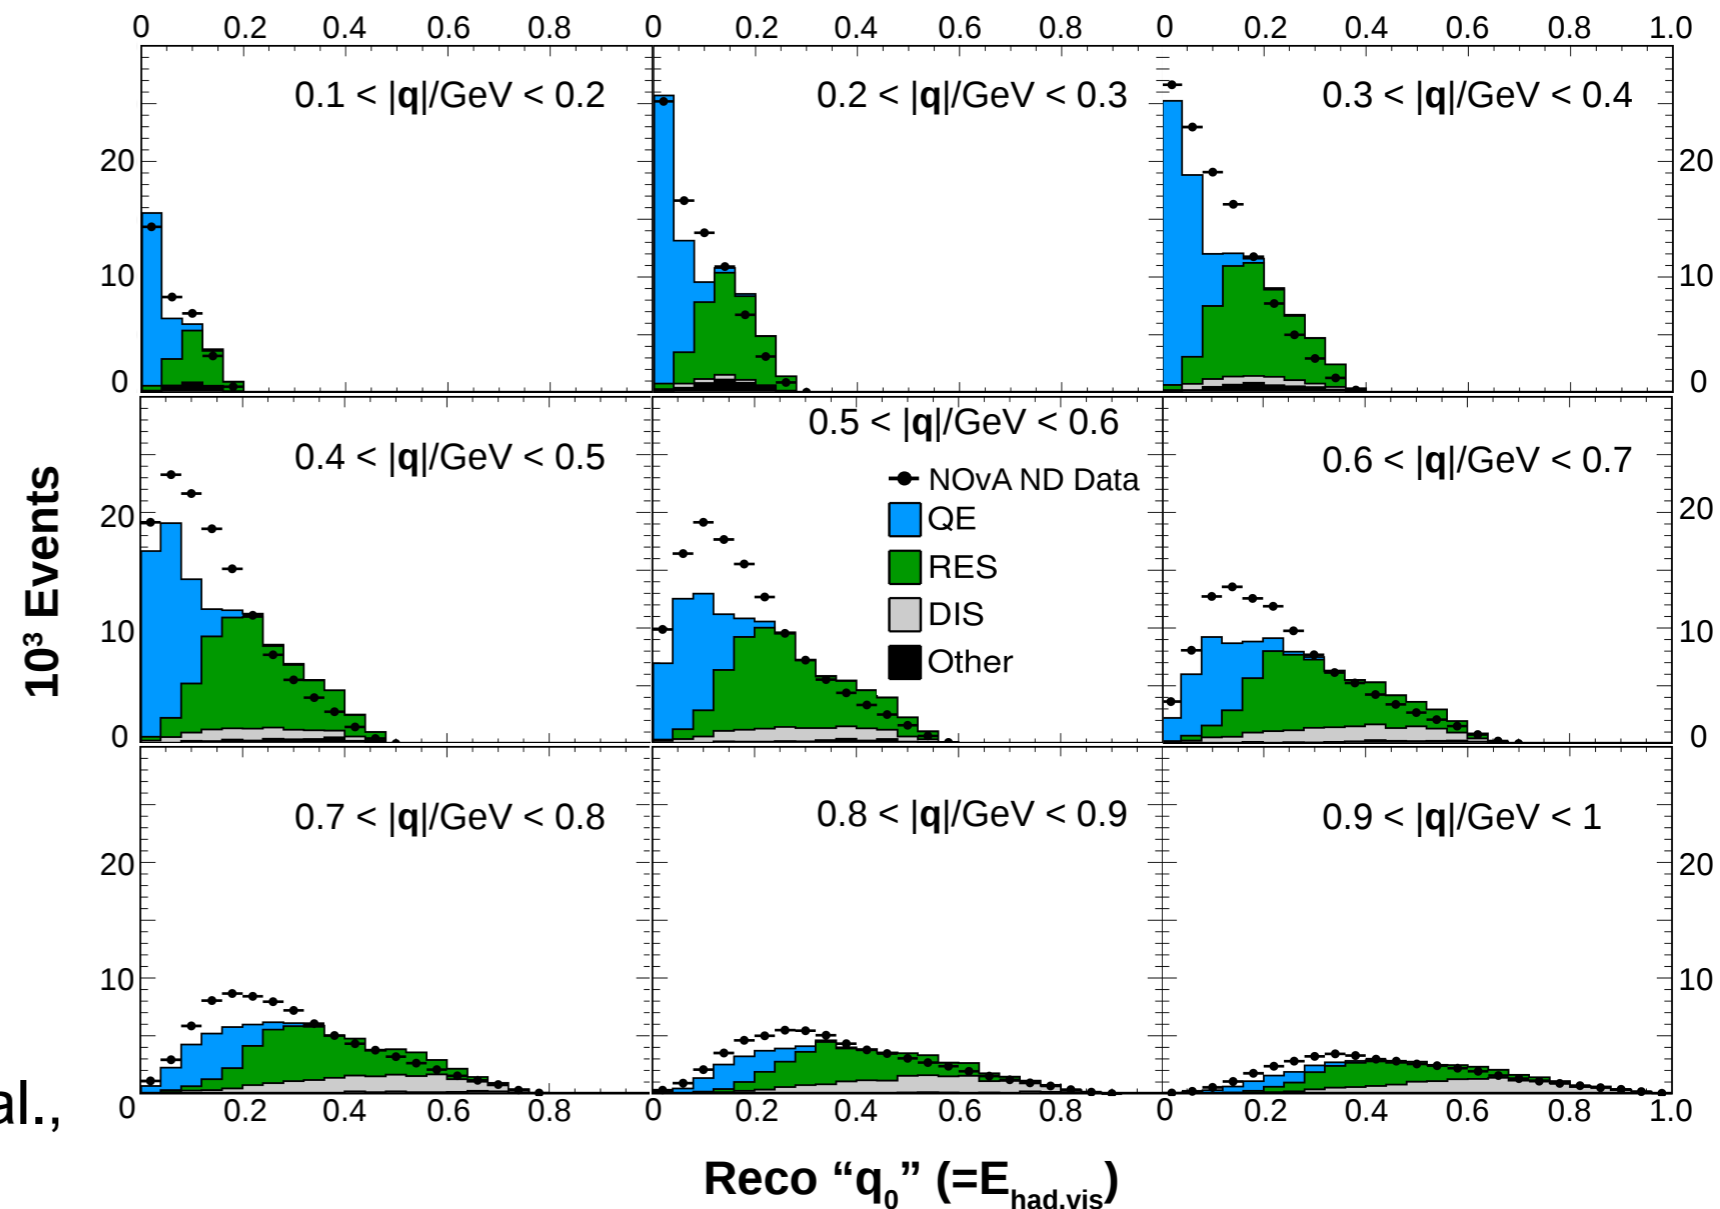 0 0.2 0.4 0.6 0.8 0 0.2 0.4 0.6 0.8 0 0.2 0.4 0.6 0.8 1.0
0.1 < |q|/GeV < 0.2
0.2 < |q|/GeV < 0.3
0.3 < |q|/GeV < 0.4
20 20
10 10
0 0
0.4 < |q|/GeV < 0.5
0.5 < |q|/GeV < 0.6
0.6 < |q|/GeV < 0.7
NOvA ND Data
QE
RES
DIS
Other
20 20
10 10
0 0
10³ Events
0.7 < |q|/GeV < 0.8
0.8 < |q|/GeV < 0.9
0.9 < |q|/GeV < 1
20 20
10 10
al.,
0 0.2 0.4 0.6 0.8 0 0.2 0.4 0.6 0.8 0 0.2 0.4 0.6 0.8 1.0
Reco “q₀” (=E_had,vis)